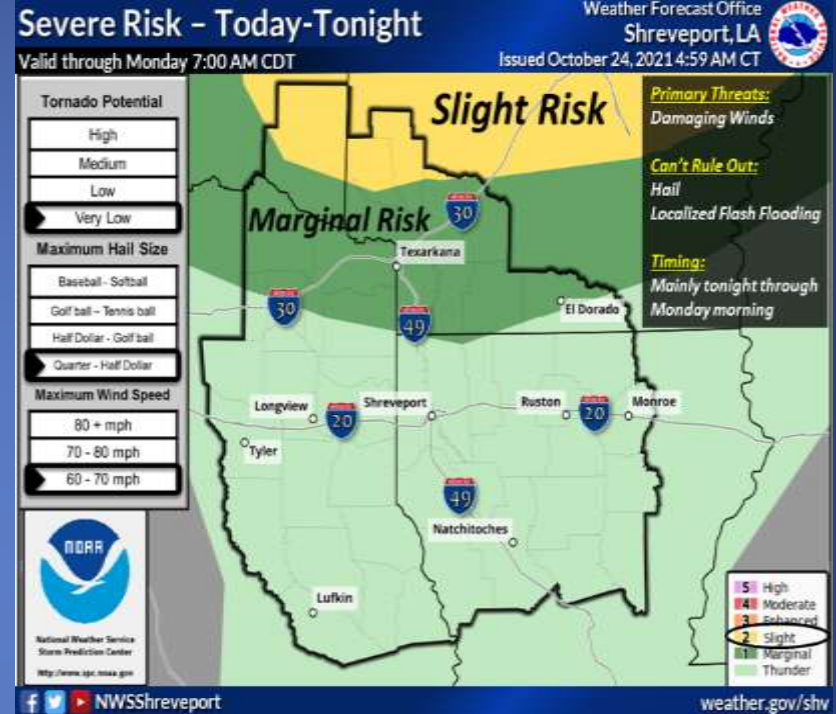 Severe Risk – Today-Tonight
Valid through Monday 7:00 AM CDT
Weather Forecast Office
Shreveport, LA
Issued October 24, 2021 4:59 AM CT
Tornado Potential
High
Medium
Low
Very Low
Maximum Hail Size
Baseball - Softball
Golf ball – Tennis ball
Half Dollar - Golf ball
Quarter - Half Dollar
Maximum Wind Speed
80 + mph
70 - 80 mph
60 - 70 mph
NOAA
National Weather Service
Storm Prediction Center
http://www.spc.noaa.gov
Slight Risk
Marginal Risk
30
Texarkana
30
49
El Dorado
Longview
20
Shreveport
Ruston
20
Monroe
Tyler
49
Natchitoches
Lufkin
Primary Threats:
Damaging Winds
Can't Rule Out:
Hail
Localized Flash Flooding
Timing:
Mainly tonight through
Monday morning
5 High
4 Moderate
3 Enhanced
2 Slight
1 Marginal
Thunder
NWSShreveport
weather.gov/shv